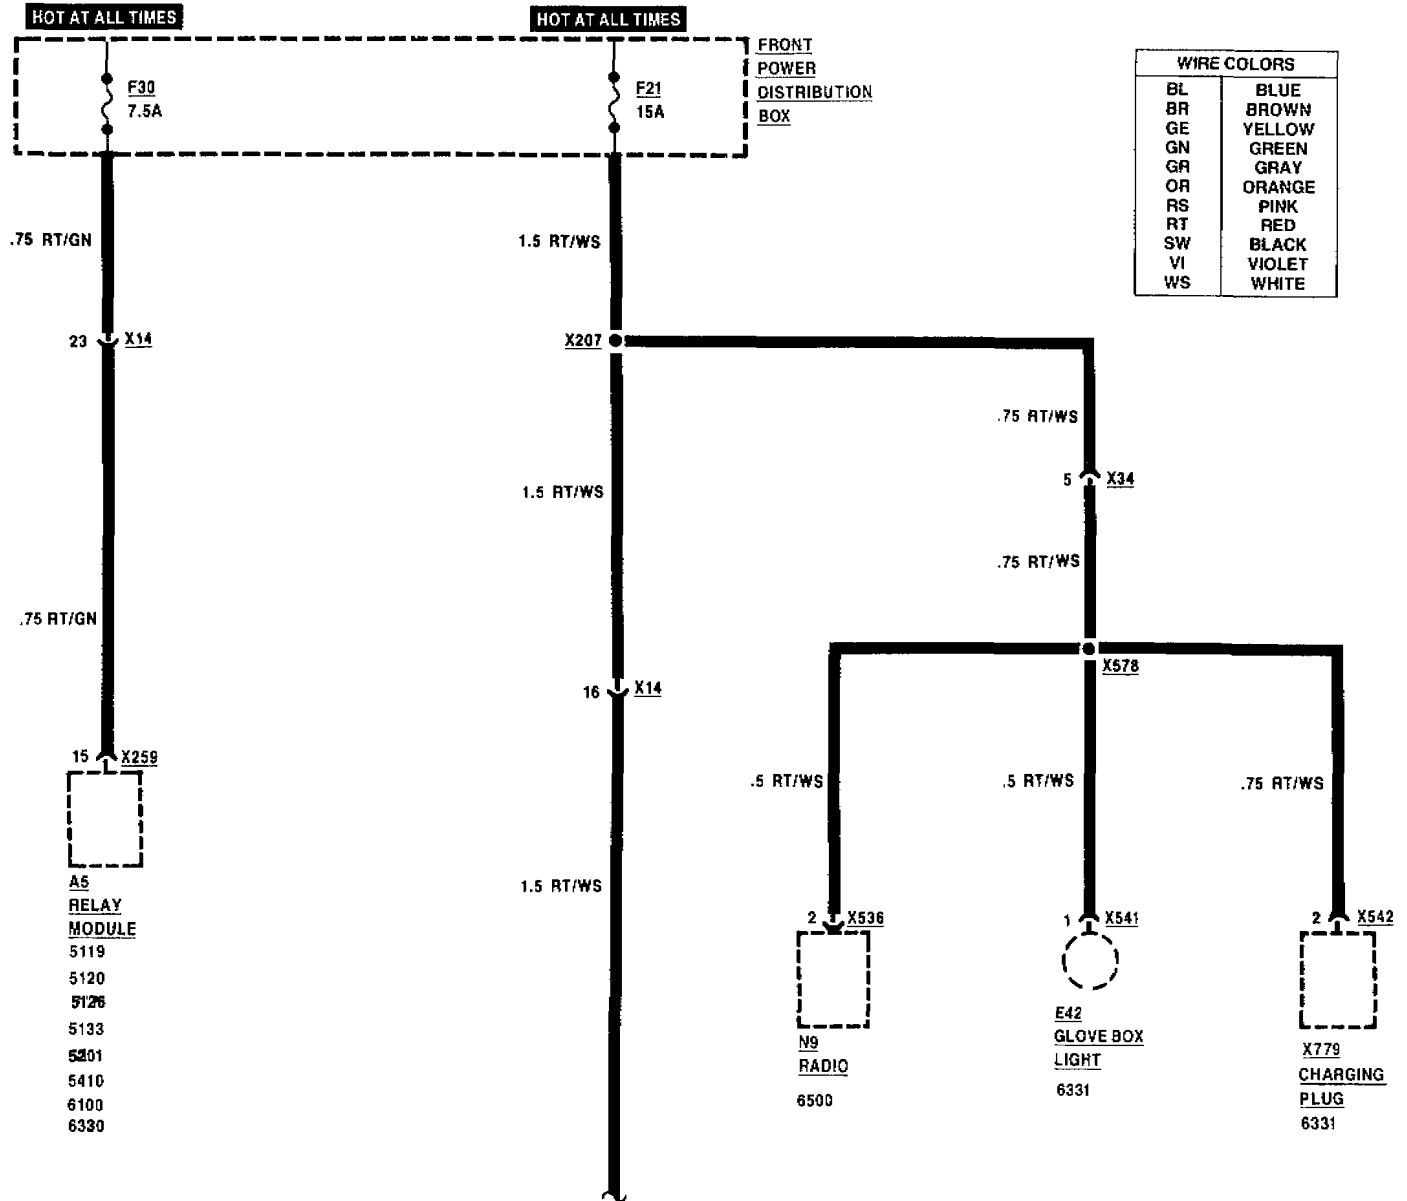 HOT AT ALL TIMES
HOT AT ALL TIMES
F30
7.5A
F21
15A
FRONT
POWER
DISTRIBUTION
BOX
WIRE COLORS
BL BLUE
BR BROWN
GE YELLOW
GN GREEN
GR GRAY
OR ORANGE
RS PINK
RT RED
SW BLACK
VI VIOLET
WS WHITE
.75 RT/GN
1.5 RT/WS
23 X14
X207
.75 RT/WS
5 X34
1.5 RT/WS
.75 RT/WS
.75 RT/GN
X578
16 X14
15 X259
.5 RT/WS
.5 RT/WS
.75 RT/WS
1.5 RT/WS
A5
RELAY
MODULE
5119
5120
5126
5133
5201
5410
6100
6330
2 X536
N9
RADIO
6500
1 X541
E42
GLOVE BOX
LIGHT
6331
2 X542
X779
CHARGING
PLUG
6331